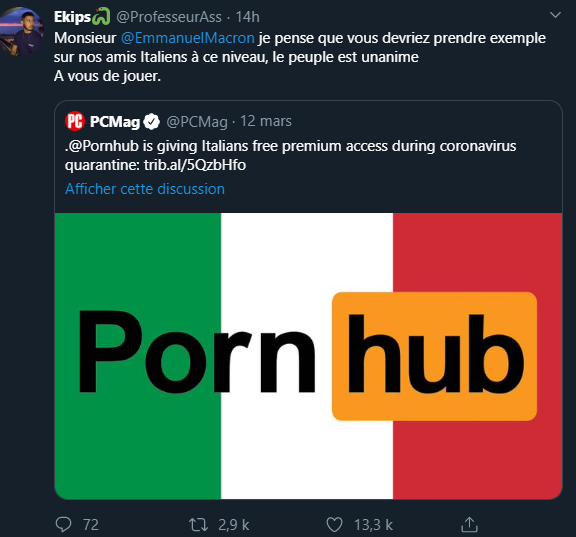 Ekips @ProfesseurAss · 14h
Monsieur @EmmanuelMacron je pense que vous devriez prendre exemple
sur nos amis Italiens à ce niveau, le peuple est unanime
A vous de jouer.
PC PCMag @PCMag · 12 mars
.@Pornhub is giving Italians free premium access during coronavirus
quarantine: trib.al/5QzbHfo
Afficher cette discussion
Porn hub
72 2,9 k 13,3 k